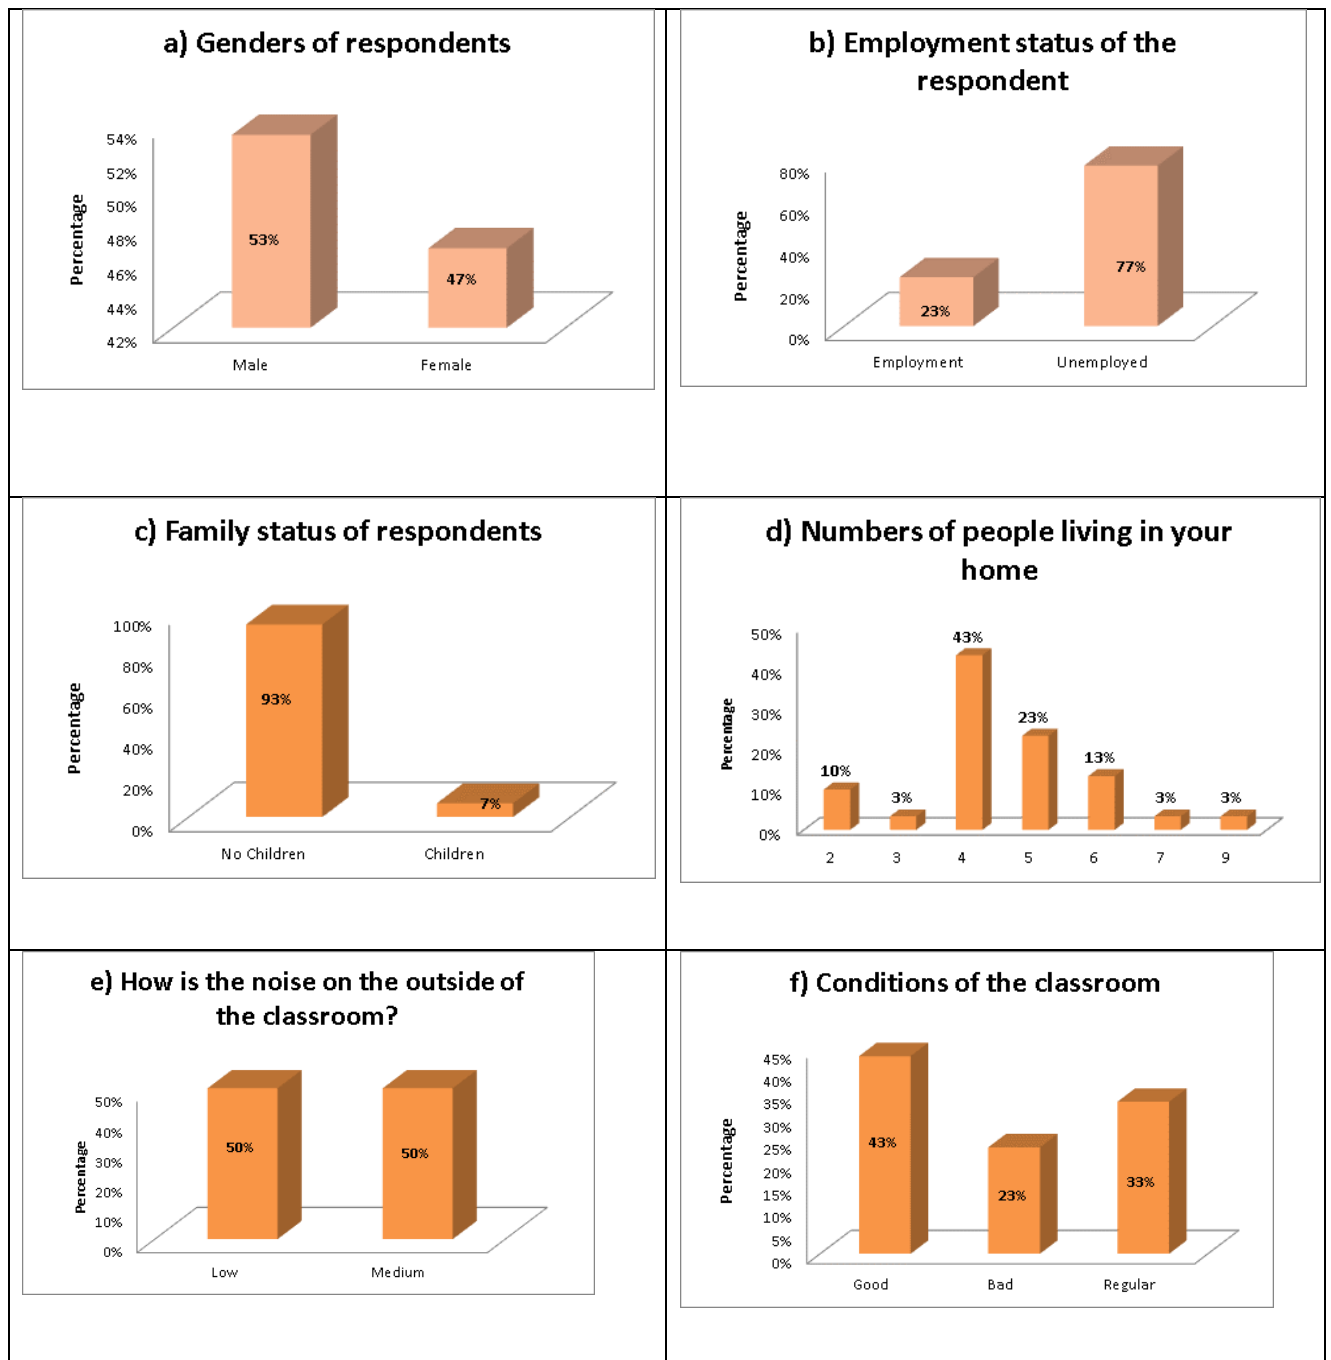 a) Genders of respondents
Percentage
54%
52%
50%
48%
46%
44%
42%
53%
47%
Male
Female
b) Employment status of the
respondent
Percentage
80%
60%
40%
20%
0%
23%
77%
Employment
Unemployed
c) Family status of respondents
Percentage
100%
80%
60%
40%
20%
0%
93%
7%
No Children
Children
d) Numbers of people living in your
home
Percentage
50%
40%
30%
20%
10%
0%
10%
3%
43%
23%
13%
3%
3%
2
3
4
5
6
7
9
e) How is the noise on the outside of
the classroom?
Percentage
50%
40%
30%
20%
10%
0%
50%
50%
Low
Medium
f) Conditions of the classroom
Percentage
45%
40%
35%
30%
25%
20%
15%
10%
5%
0%
43%
23%
33%
Good
Bad
Regular